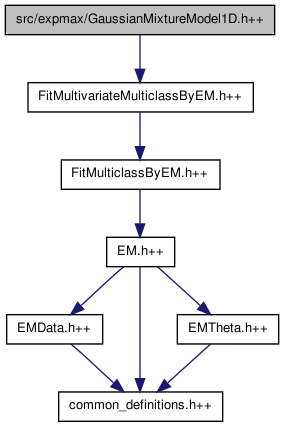 src/expmax/GaussianMixtureModel1D.h++
FitMultivariateMulticlassByEM.h++
FitMulticlassByEM.h++
EM.h++
EMData.h++
EMTheta.h++
common_definitions.h++